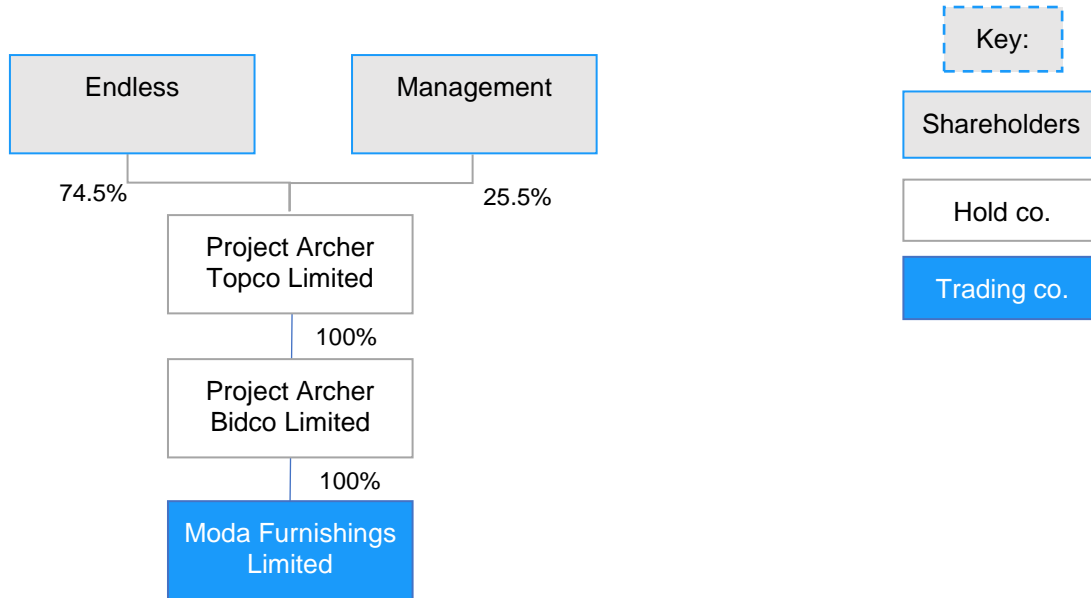 Key:
Endless
Management
Shareholders
74.5%
25.5%
Hold co.
Project Archer
Topco Limited
Trading co.
100%
Project Archer
Bidco Limited
100%
Moda Furnishings
Limited